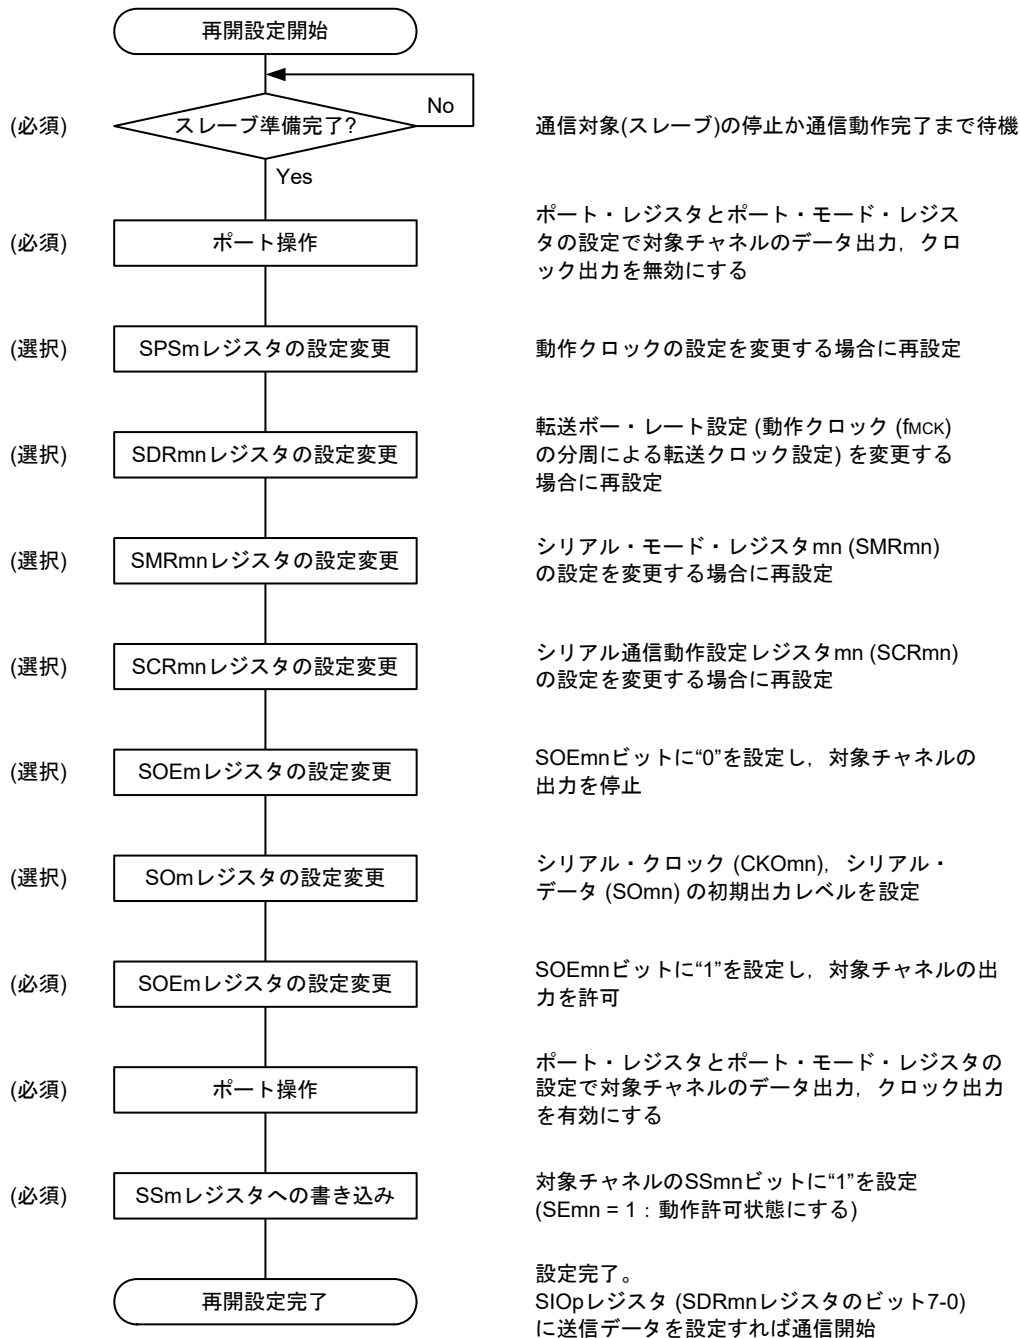 再開設定開始
No
(必須)
スレーブ準備完了?
通信対象(スレーブ)の停止か通信動作完了まで待機
Yes
(必須)
ポート操作
ポート・レジスタとポート・モード・レジス
タの設定で対象チャネルのデータ出力，クロ
ック出力を無効にする
(選択)
SPSmレジスタの設定変更
動作クロックの設定を変更する場合に再設定
(選択)
SDRmnレジスタの設定変更
転送ボー・レート設定 (動作クロック (fMCK)
の分周による転送クロック設定) を変更する
場合に再設定
(選択)
SMRmnレジスタの設定変更
シリアル・モード・レジスタmn (SMRmn)
の設定を変更する場合に再設定
(選択)
SCRmnレジスタの設定変更
シリアル通信動作設定レジスタmn (SCRmn)
の設定を変更する場合に再設定
(選択)
SOEmレジスタの設定変更
SOEmnビットに“0”を設定し，対象チャネルの
出力を停止
(選択)
SOmレジスタの設定変更
シリアル・クロック (CKOmn)，シリアル・
データ (SOmn) の初期出力レベルを設定
(必須)
SOEmレジスタの設定変更
SOEmnビットに“1”を設定し，対象チャネルの出
力を許可
(必須)
ポート操作
ポート・レジスタとポート・モード・レジスタの
設定で対象チャネルのデータ出力，クロック出力
を有効にする
(必須)
SSmレジスタへの書き込み
対象チャネルのSSmnビットに“1”を設定
(SEmn = 1：動作許可状態にする)
再開設定完了
設定完了。
SIOpレジスタ (SDRmnレジスタのビット7-0)
に送信データを設定すれば通信開始